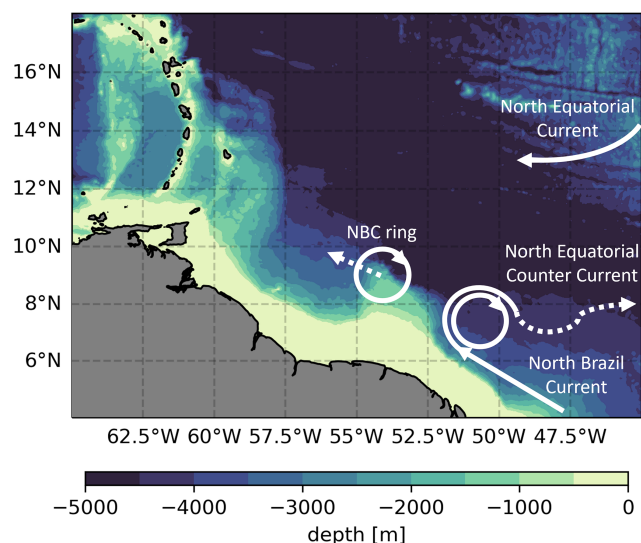 16°N
14°N
12°N
10°N
8°N
6°N
North Equatorial
Current
NBC ring
North Equatorial
Counter Current
North Brazil
Current
62.5°W 60°W 57.5°W 55°W 52.5°W 50°W 47.5°W
−5000 −4000 −3000 −2000 −1000 0
depth [m]